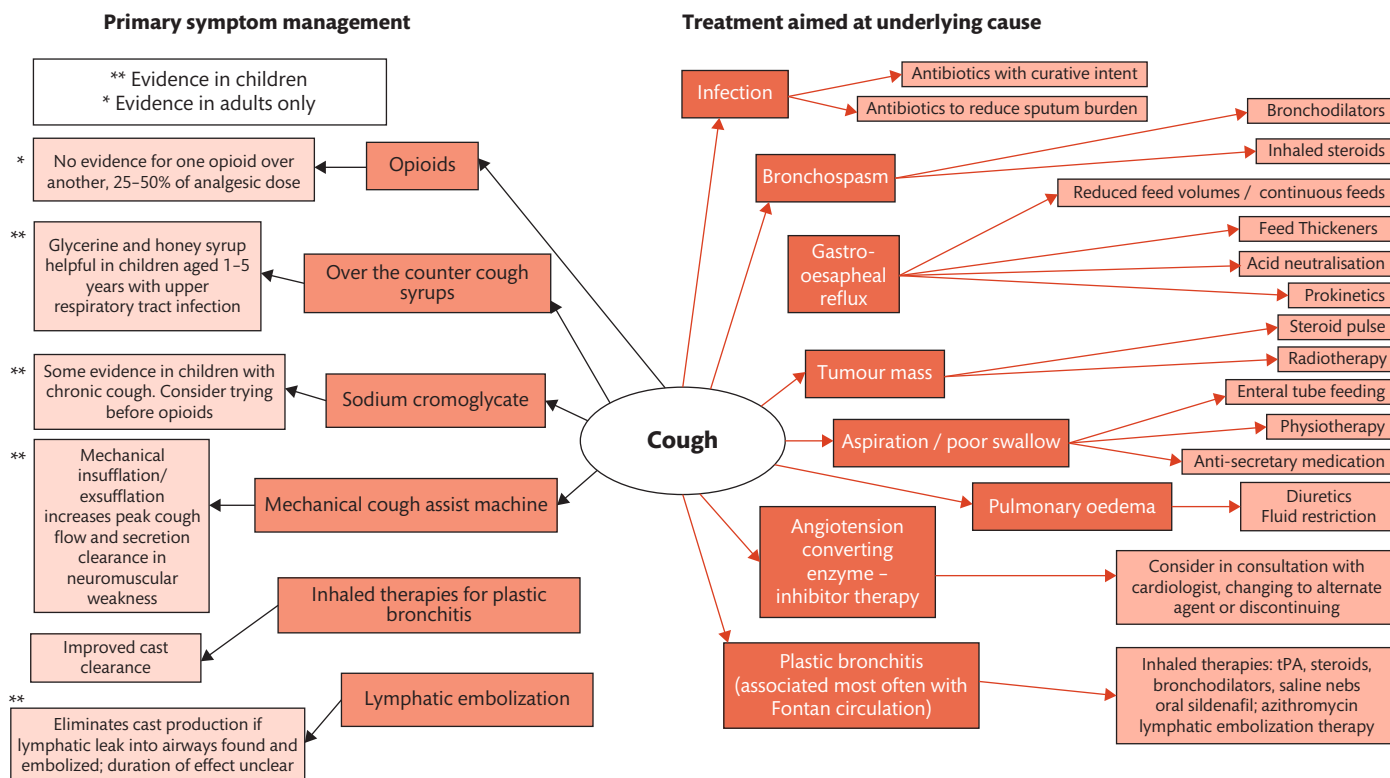 Primary symptom management
** Evidence in children
* Evidence in adults only
*
No evidence for one opioid over
another, 25–50% of analgesic dose
Opioids
**
Glycerine and honey syrup
helpful in children aged 1–5
years with upper
respiratory tract infection
Over the counter cough
syrups
**
Some evidence in children with
chronic cough. Consider trying
before opioids
Sodium cromoglycate
**
Mechanical
insufflation/
exsufflation
increases peak cough
flow and secretion
clearance in
neuromuscular
weakness
Mechanical cough assist machine
Inhaled therapies for plastic
bronchitis
Improved cast
clearance
Lymphatic embolization
**
Eliminates cast production if
lymphatic leak into airways found and
embolized; duration of effect unclear
Cough
Treatment aimed at underlying cause
Infection
Antibiotics with curative intent
Antibiotics to reduce sputum burden
Bronchospasm
Bronchodilators
Inhaled steroids
Gastro-
oesapheal
reflux
Reduced feed volumes / continuous feeds
Feed Thickeners
Acid neutralisation
Prokinetics
Tumour mass
Steroid pulse
Radiotherapy
Aspiration / poor swallow
Enteral tube feeding
Physiotherapy
Anti-secretary medication
Pulmonary oedema
Diuretics
Fluid restriction
Angiotension
converting
enzyme –
inhibitor therapy
Consider in consultation with
cardiologist, changing to alternate
agent or discontinuing
Plastic bronchitis
(associated most often with
Fontan circulation)
Inhaled therapies: tPA, steroids,
bronchodilators, saline nebs
oral sildenafil; azithromycin
lymphatic embolization therapy